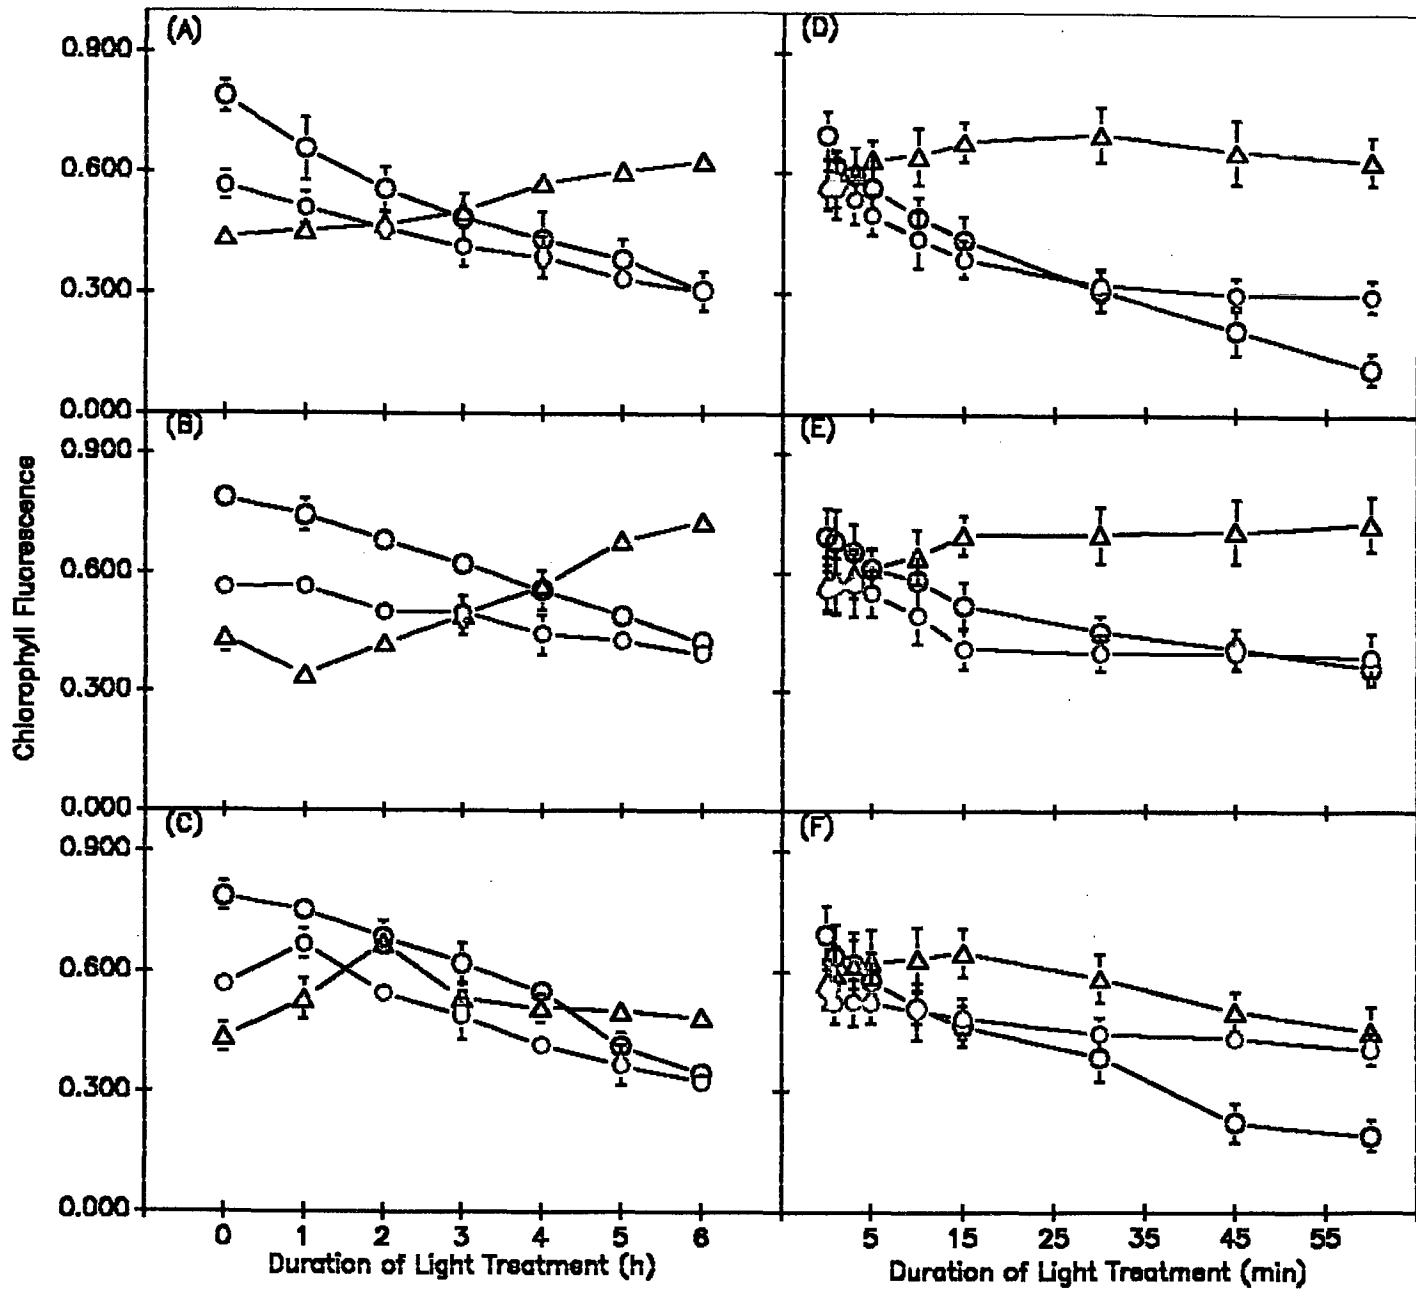 (A)
(D)
0.900
0.600
0.300
0.000
(B)
(E)
0.900
0.600
0.300
0.000
(C)
(F)
0.900
0.600
0.300
0.000
Chlorophyll Fluorescence
0 1 2 3 4 5 6
5 15 25 35 45 55
Duration of Light Treatment (h)
Duration of Light Treatment (min)